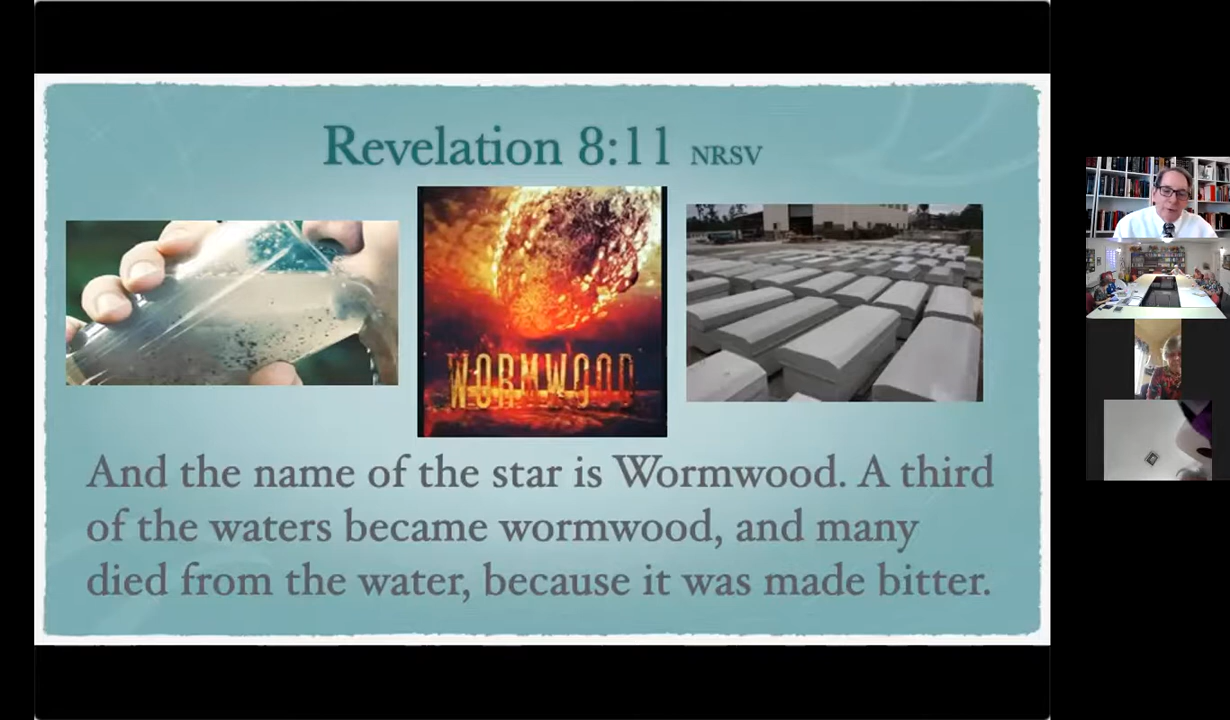 Revelation 8:11 NRSV
WORMWOOD
And the name of the star is Wormwood. A third
of the waters became wormwood, and many
died from the water, because it was made bitter.